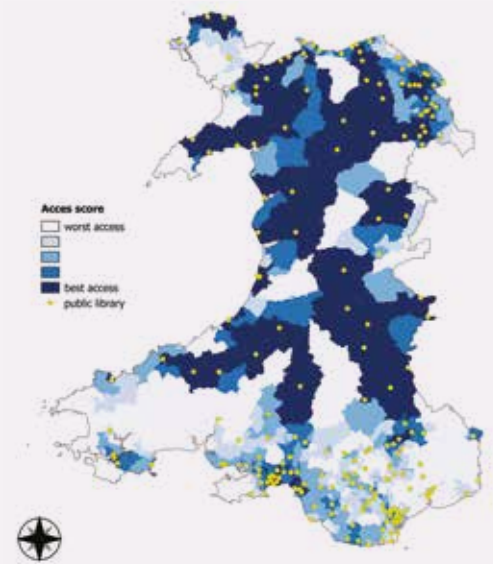 Acces score
worst access
best access
public library